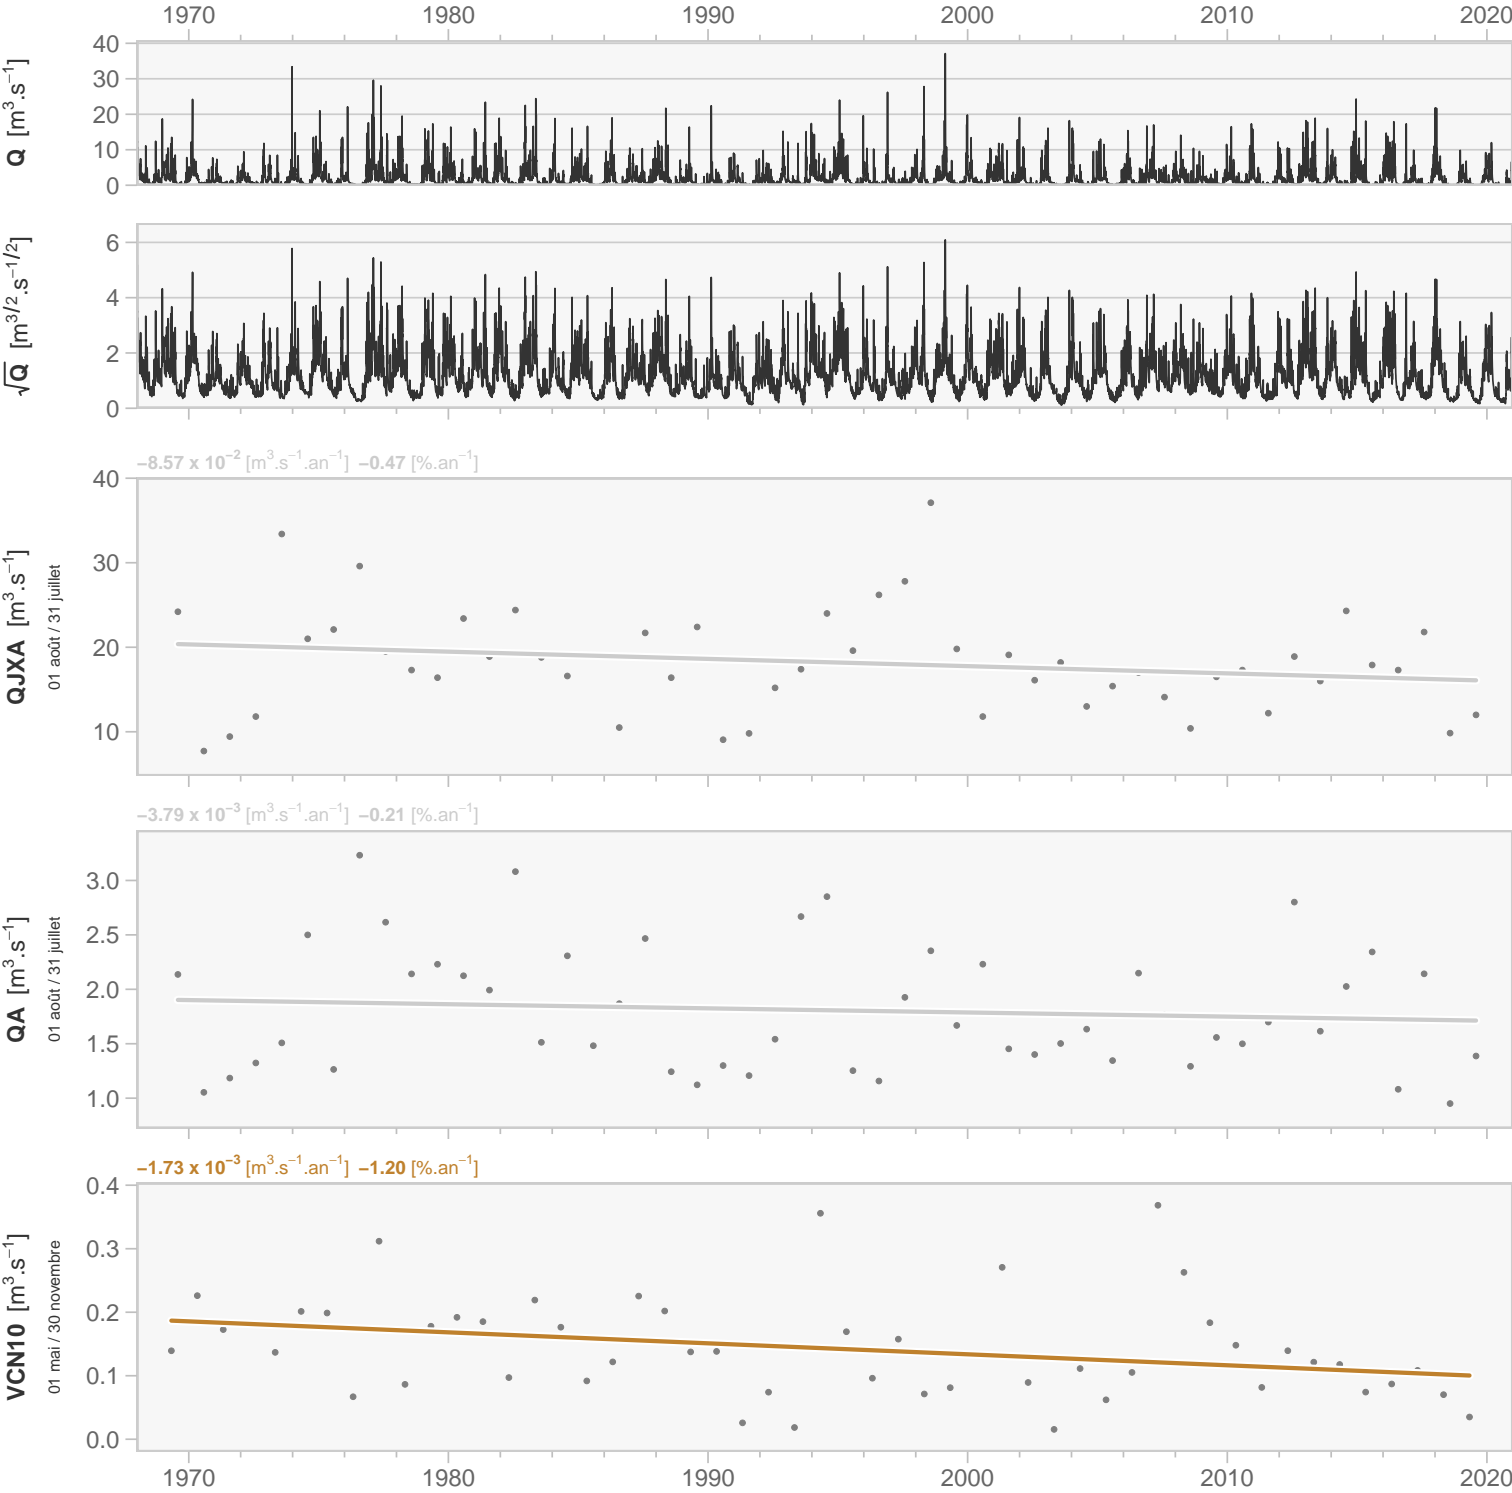 1970 1980 1990 2000 2010 2020
Q [m³.s⁻¹]
40
30
20
10
0
√Q [m^3/2.s^−1/2]
6
4
2
0
−8.57 x 10⁻² [m³.s⁻¹.an⁻¹] −0.47 [%.an⁻¹]
QJXA [m³.s⁻¹]
01 août / 31 juillet
40
30
20
10
−3.79 x 10⁻³ [m³.s⁻¹.an⁻¹] −0.21 [%.an⁻¹]
QA [m³.s⁻¹]
01 août / 31 juillet
3.0
2.5
2.0
1.5
1.0
−1.73 x 10⁻³ [m³.s⁻¹.an⁻¹] −1.20 [%.an⁻¹]
VCN10 [m³.s⁻¹]
01 mai / 30 novembre
0.4
0.3
0.2
0.1
0.0
1970 1980 1990 2000 2010 2020